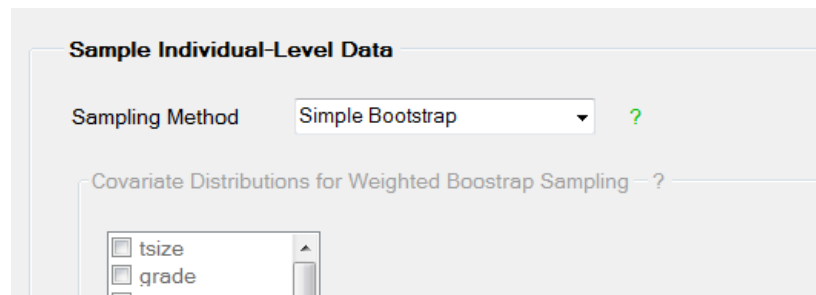 Sample Individual-Level Data
Sampling Method Simple Bootstrap ?
Covariate Distributions for Weighted Boostrap Sampling ?
tsize
grade